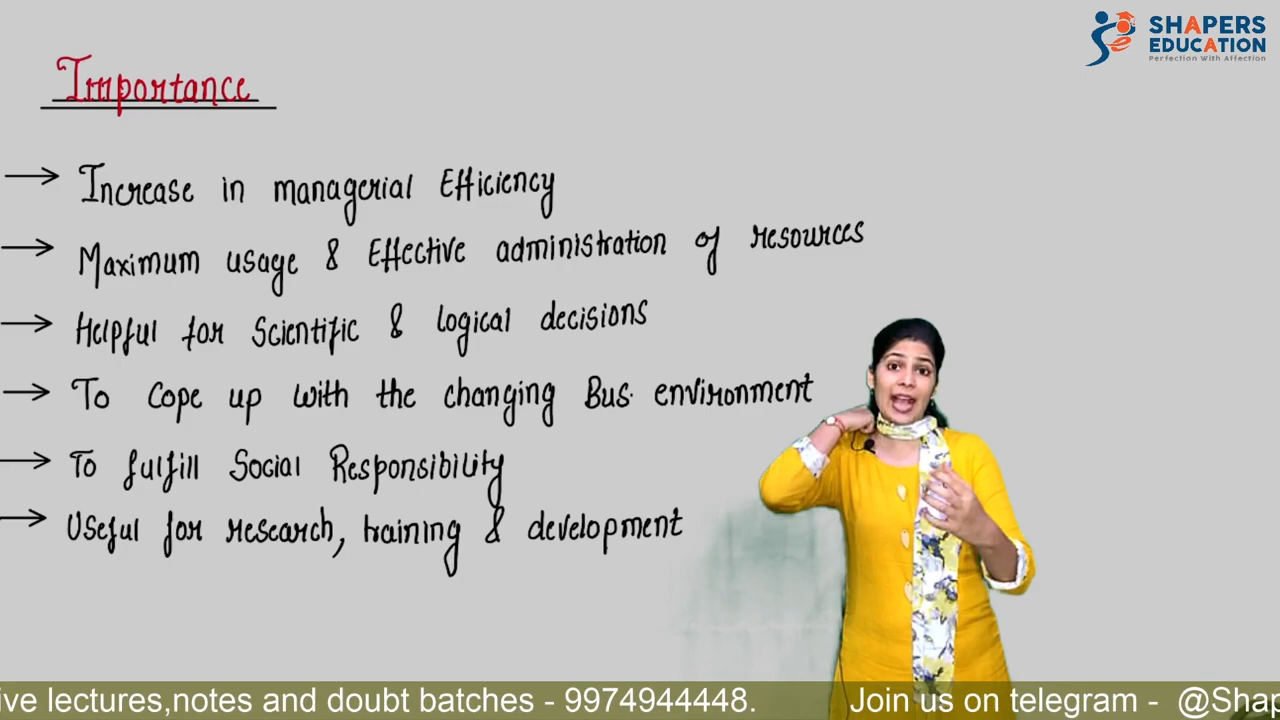 SHAPERS
EDUCATION
Perfection With Affection
Importance
→ Increase in managerial Efficiency
→ Maximum usage & Effective administration of resources
→ Helpful for Scientific & logical decisions
→ To Cope up with the changing Bus. environment
→ To fulfill Social Responsibility
→ Useful for research, training & development
ive lectures,notes and doubt batches - 9974944448. Join us on telegram - @Shap